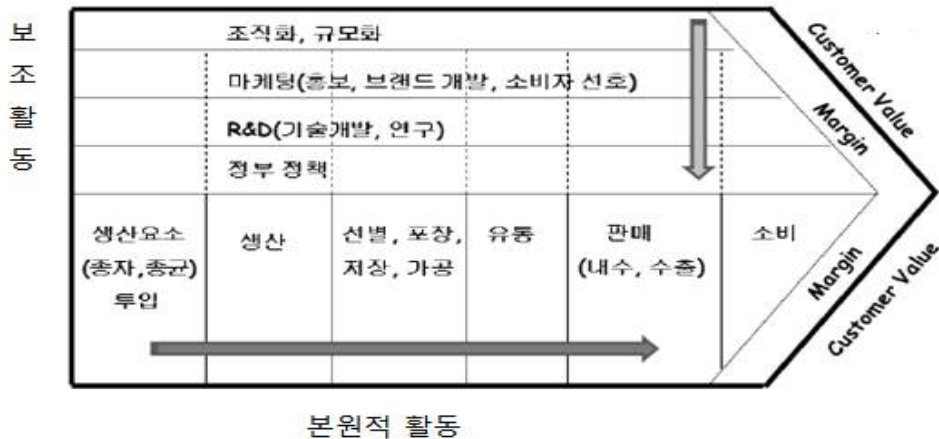 보
조
활
동
조직화, 규모화
마케팅(홍보, 브랜드 개발, 소비자 선호)
R&D(기술개발, 연구)
정부 정책
생산요소
(종자,종균)
투입
생산
선별, 포장,
저장, 가공
유통
판매
(내수, 수출)
소비
Customer Value
Margin
Margin
Customer Value
본원적 활동